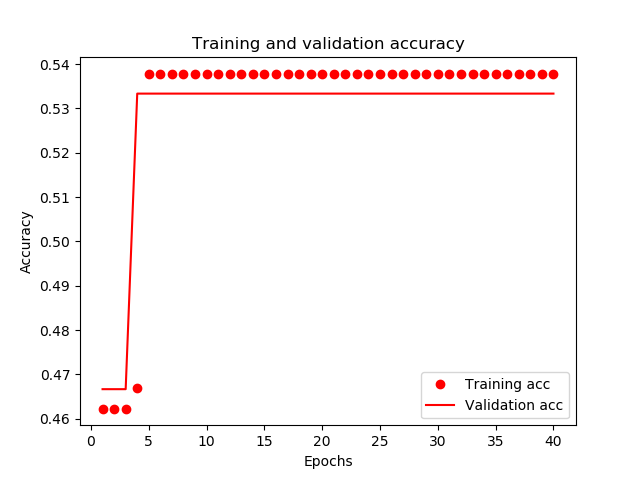 Training and validation accuracy
0.54
0.53
0.52
0.51
0.50
0.49
0.48
0.47
0.46
Accuracy
0 5 10 15 20 25 30 35 40
Epochs
Training acc
Validation acc